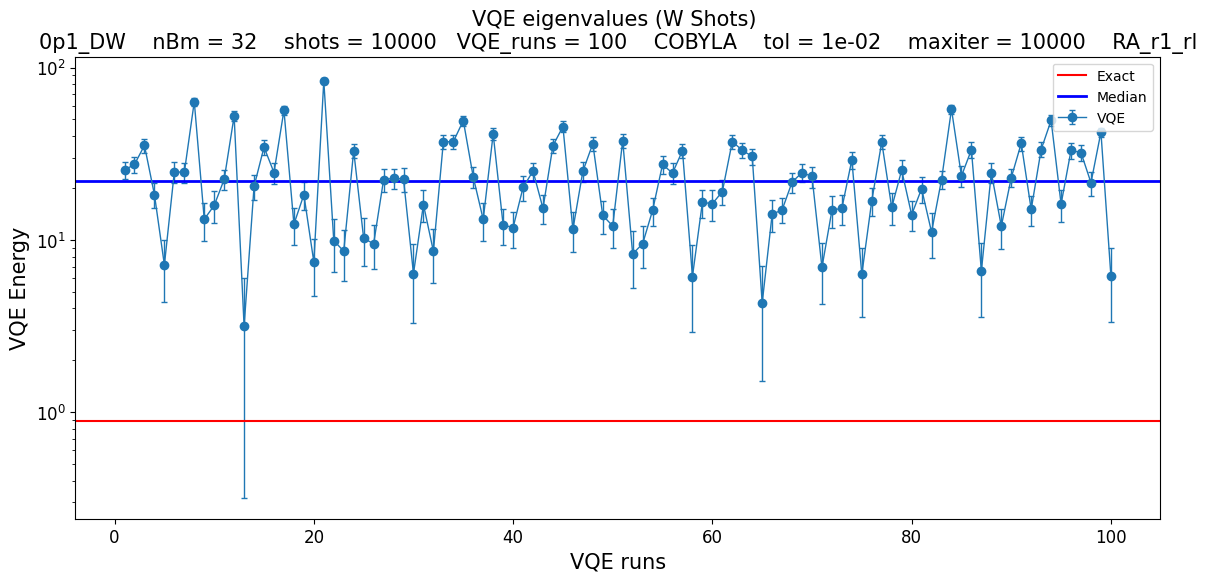 VQE eigenvalues (W Shots)
0p1_DW nBm = 32 shots = 10000 VQE_runs = 100 COBYLA tol = 1e-02 maxiter = 10000 RA_r1_rl
Exact
Median
VQE
VQE Energy
10²
10¹
10⁰
0 20 40 60 80 100
VQE runs